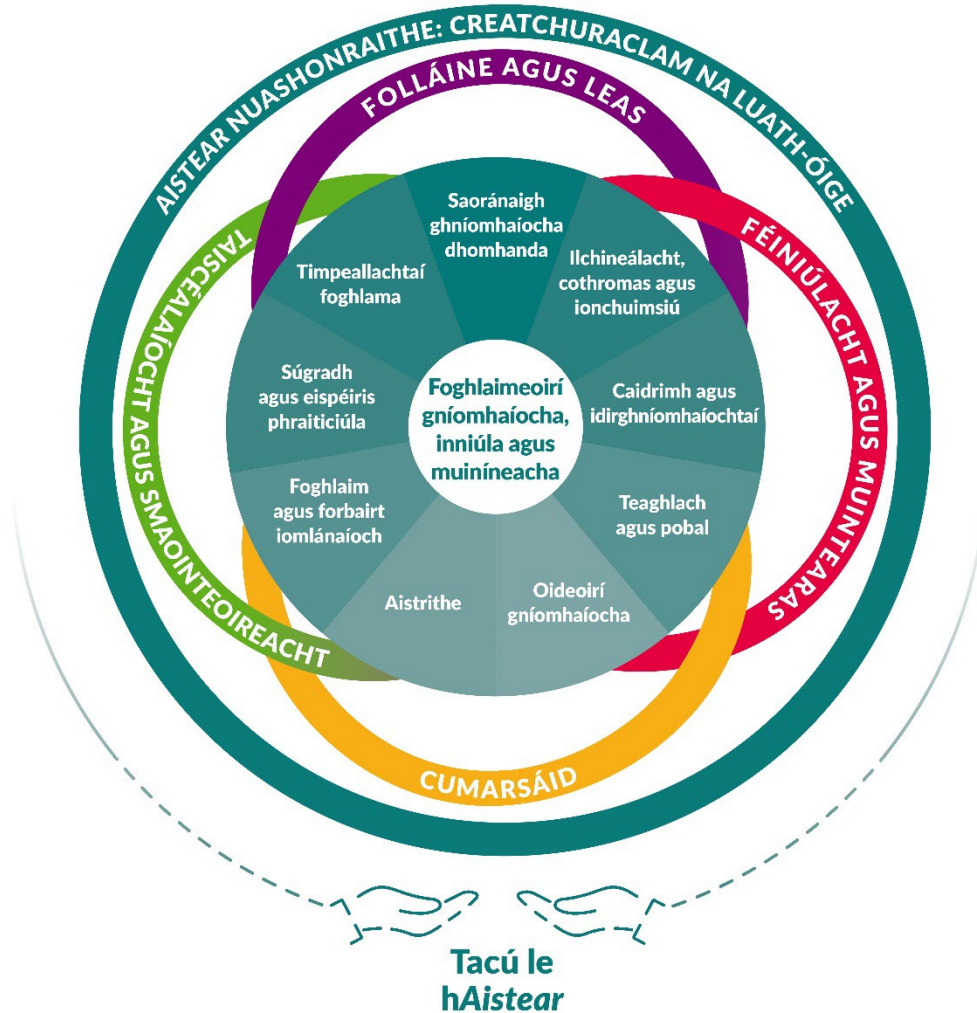 AISTEAR NUASHONRAITHE: CREATCHURACLAM NA LUATH-ÓIGE
FOLLÁINE AGUS LEAS
FÉINIÚLACHT AGUS MUINTEARAS
TAISCÉALAÍOCHT AGUS SMAOINTEOIREACHT
CUMARSÁID
Saoránaigh
ghníomhaíocha
dhomhanda
Ilchineálacht,
cothromas agus
ionchuimsiú
Caidrimh agus
idirghníomhaíochtaí
Teaghlach
agus pobal
Oideoirí
gníomhaíocha
Aistrithe
Foghlaim
agus forbairt
iomlánaíoch
Súgradh
agus eispéiris
phraiticiúla
Timpeallachtaí
foghlama
Foghlaimeoirí
gníomhaíocha,
inniúla agus
muiníneacha
Tacú le
hAistear